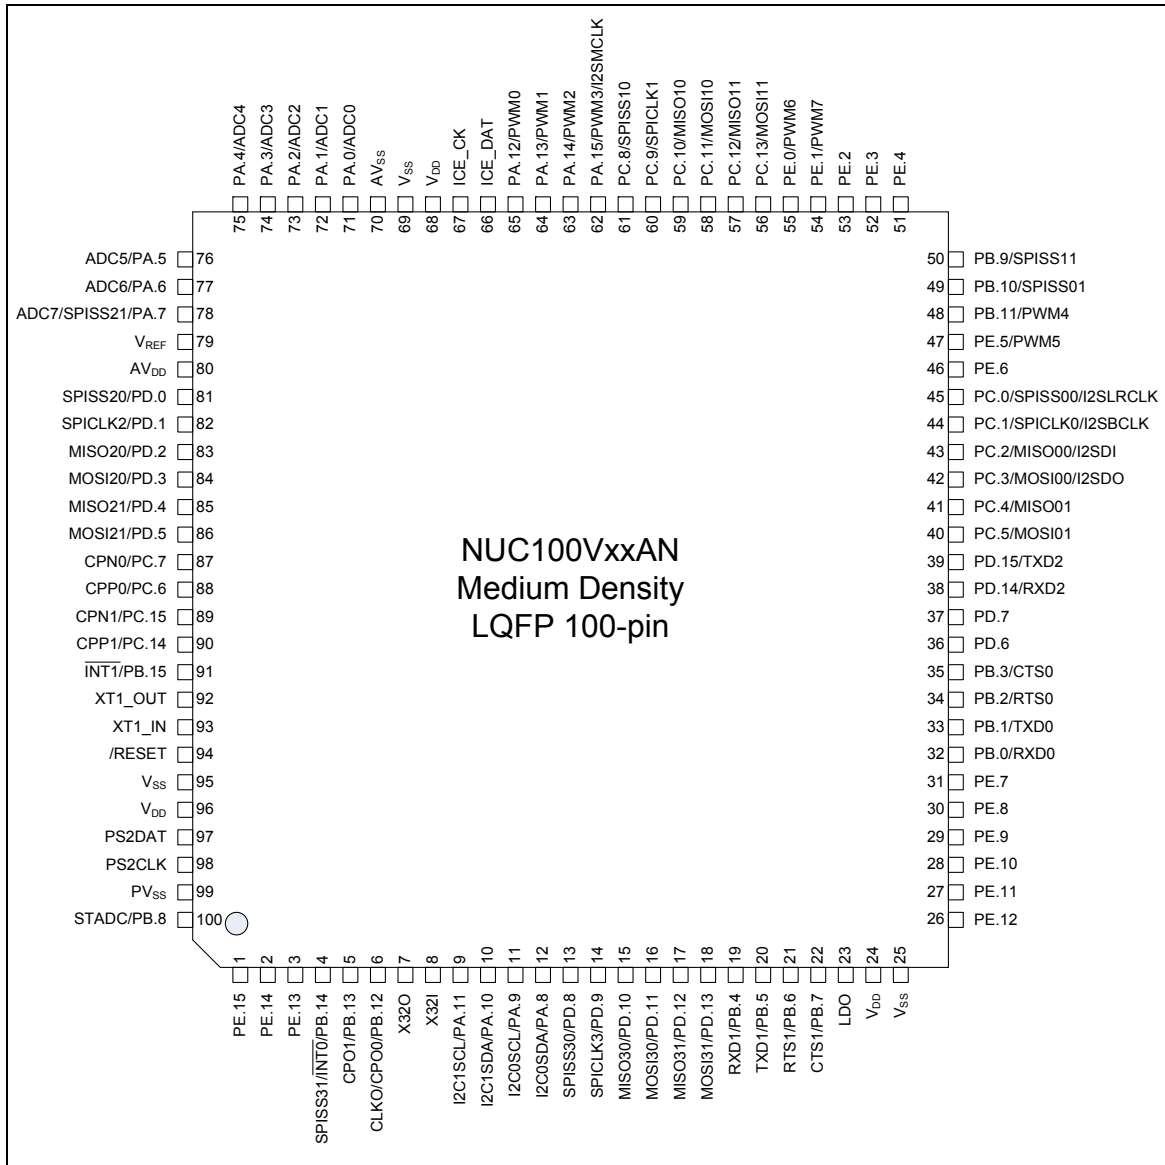 PA.4/ADC4
PA.3/ADC3
PA.2/ADC2
PA.1/ADC1
PA.0/ADC0
AVSS
VSS
VDD
ICE_CK
ICE_DAT
PA.12/PWM0
PA.13/PWM1
PA.14/PWM2
PA.15/PWM3/I2SMCLK
PC.8/SPISS10
PC.9/SPICLK1
PC.10/MISO10
PC.11/MOSI10
PC.12/MISO11
PC.13/MOSI11
PE.0/PWM6
PE.1/PWM7
PE.2
PE.3
PE.4
75 74 73 72 71 70 69 68 67 66 65 64 63 62 61 60 59 58 57 56 55 54 53 52 51
ADC5/PA.5 76
ADC6/PA.6 77
ADC7/SPISS21/PA.7 78
VREF 79
AVDD 80
SPISS20/PD.0 81
SPICLK2/PD.1 82
MISO20/PD.2 83
MOSI20/PD.3 84
MISO21/PD.4 85
MOSI21/PD.5 86
CPN0/PC.7 87
CPP0/PC.6 88
CPN1/PC.15 89
CPP1/PC.14 90
INT1/PB.15 91
XT1_OUT 92
XT1_IN 93
/RESET 94
VSS 95
VDD 96
PS2DAT 97
PS2CLK 98
PVSS 99
STADC/PB.8 100
NUC100VxxAN
Medium Density
LQFP 100-pin
50 PB.9/SPISS11
49 PB.10/SPISS01
48 PB.11/PWM4
47 PE.5/PWM5
46 PE.6
45 PC.0/SPISS00/I2SLRCLK
44 PC.1/SPICLK0/I2SBCLK
43 PC.2/MISO00/I2SDI
42 PC.3/MOSI00/I2SDO
41 PC.4/MISO01
40 PC.5/MOSI01
39 PD.15/TXD2
38 PD.14/RXD2
37 PD.7
36 PD.6
35 PB.3/CTS0
34 PB.2/RTS0
33 PB.1/TXD0
32 PB.0/RXD0
31 PE.7
30 PE.8
29 PE.9
28 PE.10
27 PE.11
26 PE.12
1 2 3 4 5 6 7 8 9 10 11 12 13 14 15 16 17 18 19 20 21 22 23 24 25
PE.15
PE.14
PE.13
SPISS31/INT0/PB.14
CPO1/PB.13
CLKO/CPO0/PB.12
X32O
X32I
I2C1SCL/PA.11
I2C1SDA/PA.10
I2C0SCL/PA.9
I2C0SDA/PA.8
SPISS30/PD.8
SPICLK3/PD.9
MISO30/PD.10
MOSI30/PD.11
MISO31/PD.12
MOSI31/PD.13
RXD1/PB.4
TXD1/PB.5
RTS1/PB.6
CTS1/PB.7
LDO
VDD
VSS